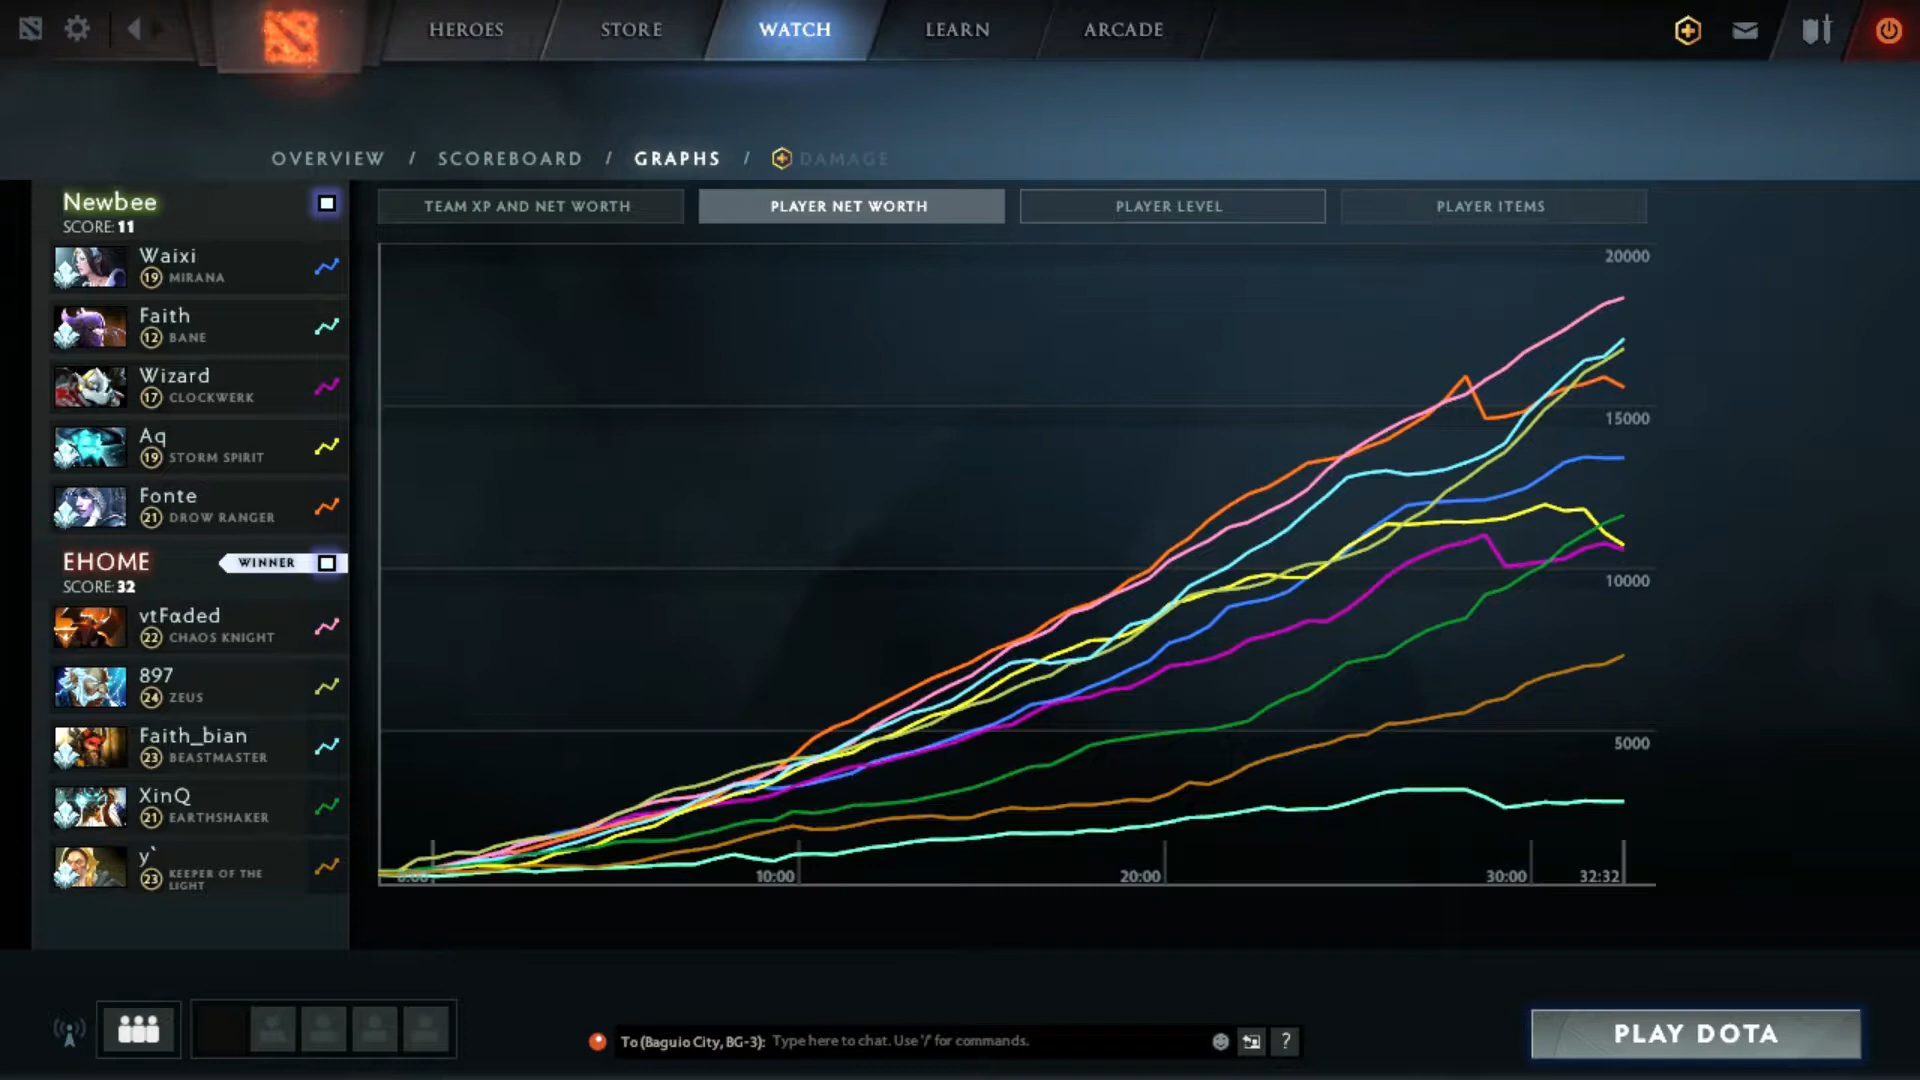 HEROES
STORE
WATCH
LEARN
ARCADE
OVERVIEW / SCOREBOARD / GRAPHS / DAMAGE
Newbee
SCORE: 11
TEAM XP AND NET WORTH
PLAYER NET WORTH
PLAYER LEVEL
PLAYER ITEMS
Waixi
19 MIRANA
Faith
12 BANE
Wizard
17 CLOCKWERK
Aq
19 STORM SPIRIT
Fonte
21 DROW RANGER
EHOME
WINNER
SCORE: 32
vtFαded
22 CHAOS KNIGHT
897
24 ZEUS
Faith_bian
23 BEASTMASTER
XinQ
21 EARTHSHAKER
y`
23 KEEPER OF THE
LIGHT
20000
15000
10000
5000
10:00
20:00
30:00
32:32
To (Baguio City, BG-3): Type here to chat. Use '/' for commands.
?
PLAY DOTA